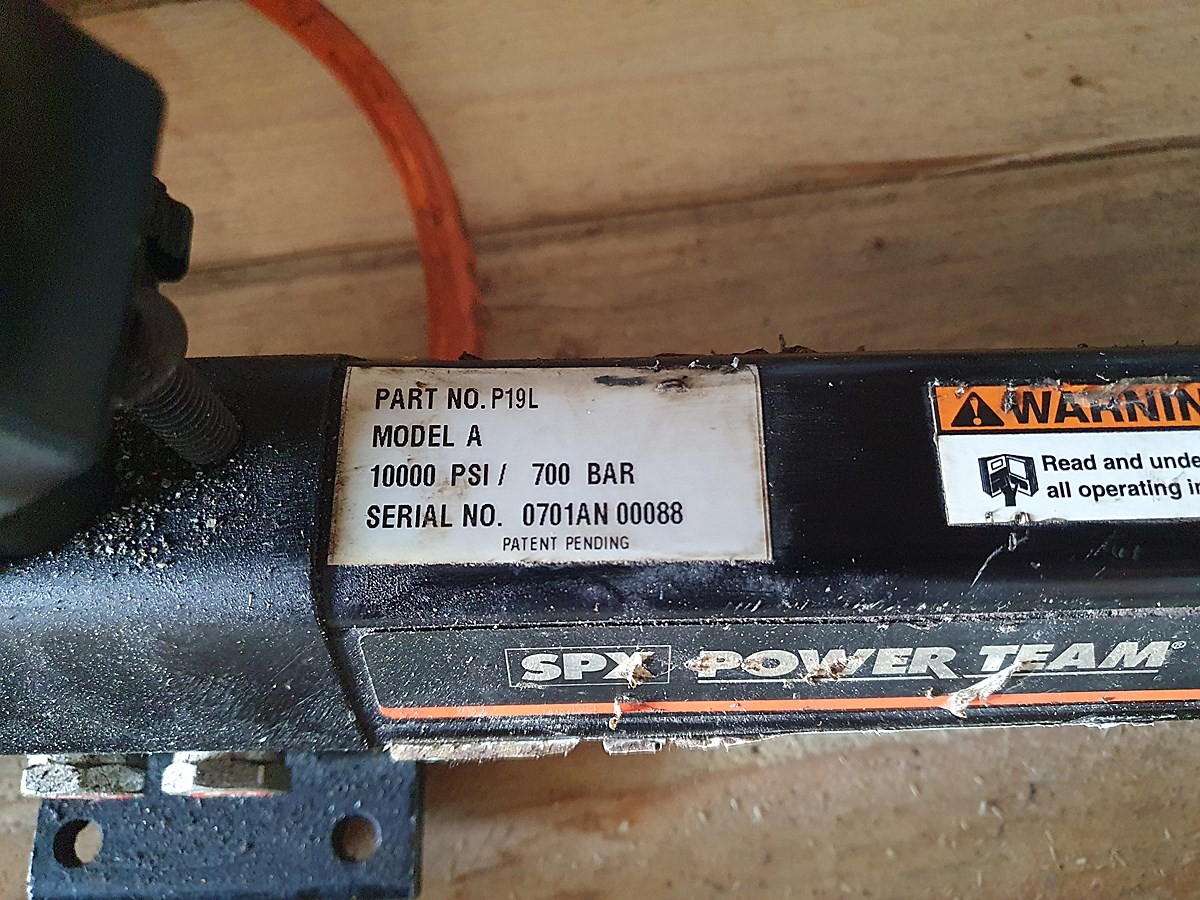 PART NO. P19L
MODEL A
10000 PSI / 700 BAR
SERIAL NO. 0701AN 00088
PATENT PENDING
WARNIN
Read and unde
all operating in
SPX POWER TEAM®